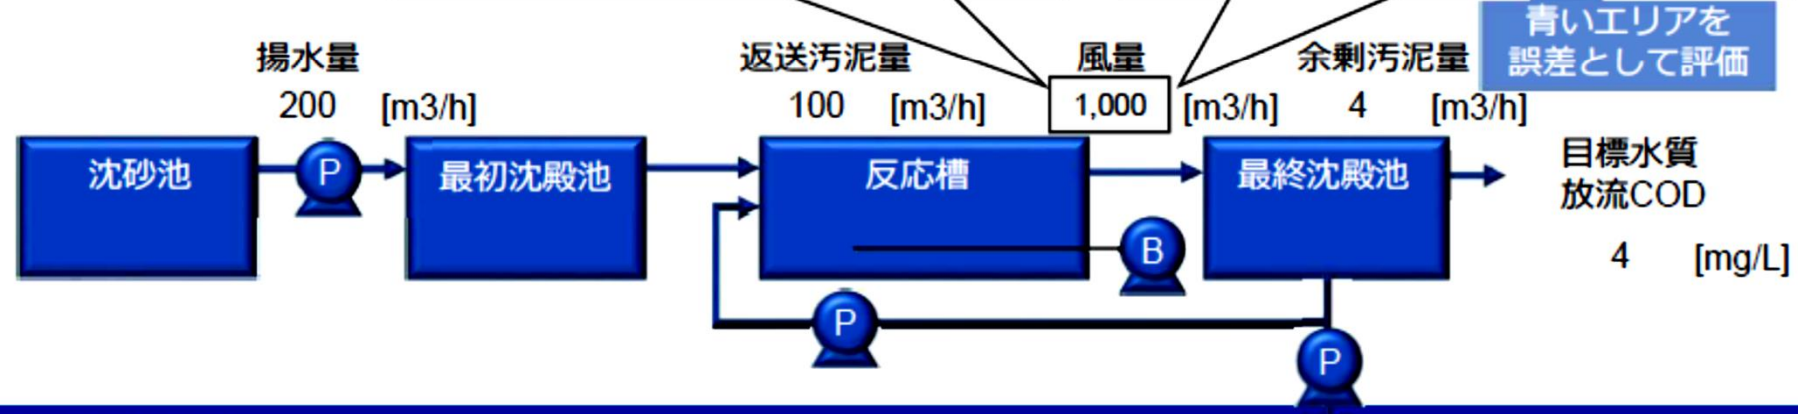 青いエリアを
誤差として評価
揚水量
200 [m3/h]
返送汚泥量
100 [m3/h]
風量
1,000 [m3/h]
余剰汚泥量
4 [m3/h]
沈砂池
P
最初沈殿池
反応槽
最終沈殿池
目標水質
放流COD
4 [mg/L]
B
P
P